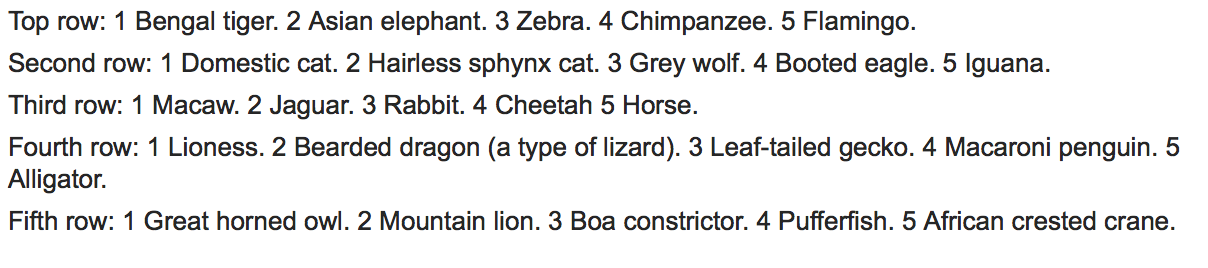 Top row: 1 Bengal tiger. 2 Asian elephant. 3 Zebra. 4 Chimpanzee. 5 Flamingo.
Second row: 1 Domestic cat. 2 Hairless sphynx cat. 3 Grey wolf. 4 Booted eagle. 5 Iguana.
Third row: 1 Macaw. 2 Jaguar. 3 Rabbit. 4 Cheetah 5 Horse.
Fourth row: 1 Lioness. 2 Bearded dragon (a type of lizard). 3 Leaf-tailed gecko. 4 Macaroni penguin. 5
Alligator.
Fifth row: 1 Great horned owl. 2 Mountain lion. 3 Boa constrictor. 4 Pufferfish. 5 African crested crane.